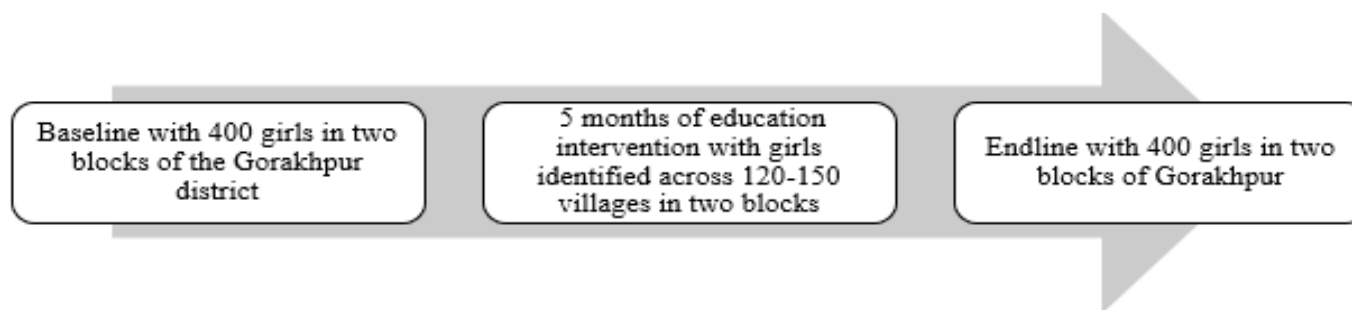 Baseline with 400 girls in two
blocks of the Gorakhpur
district
5 months of education
intervention with girls
identified across 120-150
villages in two blocks
Endline with 400 girls in two
blocks of Gorakhpur